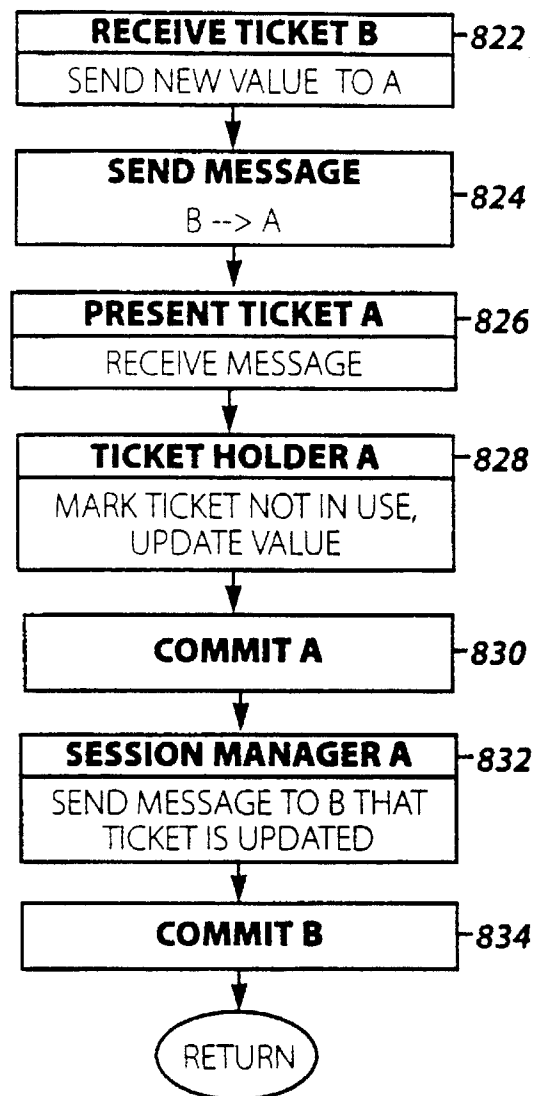 RECEIVE TICKET B
822
SEND NEW VALUE TO A
SEND MESSAGE
824
B --> A
PRESENT TICKET A
826
RECEIVE MESSAGE
TICKET HOLDER A
828
MARK TICKET NOT IN USE,
UPDATE VALUE
COMMIT A
830
SESSION MANAGER A
832
SEND MESSAGE TO B THAT
TICKET IS UPDATED
COMMIT B
834
RETURN